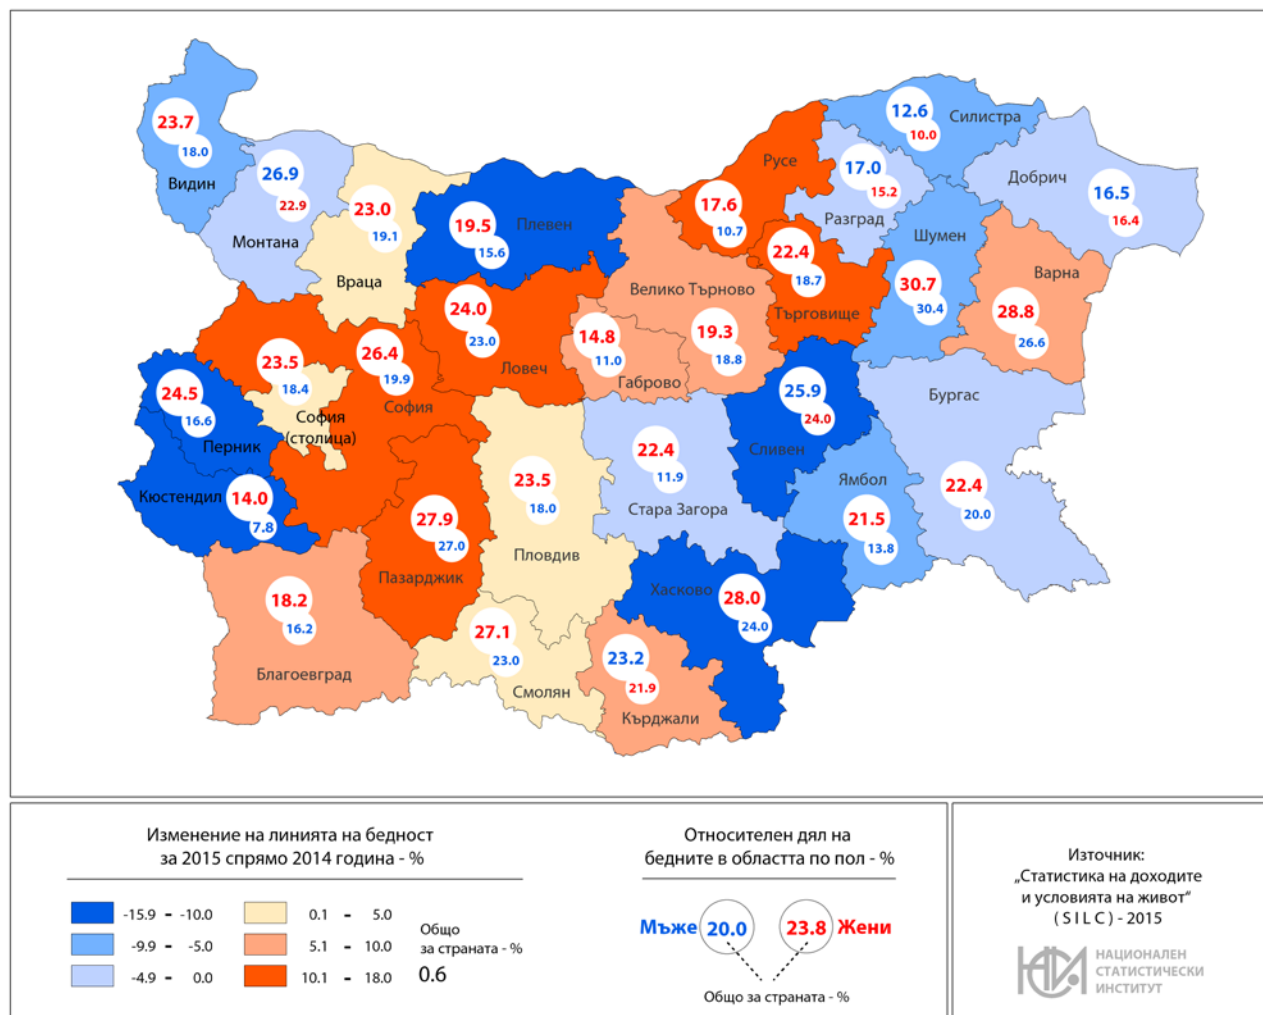 12.6
10.0
Силистра
23.7
18.0
Видин
Русе
17.0
15.2
Разград
Добрич
16.5
16.4
26.9
22.9
Монтана
23.0
19.1
Враца
19.5
15.6
Плевен
17.6
10.7
22.4
18.7
Търговище
Шумен
30.7
30.4
Варна
28.8
26.6
Велико Търново
19.3
18.8
24.0
23.0
Ловеч
14.8
11.0
Габрово
23.5
18.4
София
(столица)
26.4
19.9
София
24.5
16.6
Перник
25.9
24.0
Сливен
Бургас
22.4
20.0
Кюстендил
14.0
7.8
27.9
27.0
Пазарджик
23.5
18.0
Пловдив
22.4
11.9
Стара Загора
Ямбол
21.5
13.8
18.2
16.2
Благоевград
27.1
23.0
Смолян
Хасково
28.0
24.0
23.2
21.9
Кърджали
Изменение на линията на бедност
за 2015 спрямо 2014 година - %
-15.9 - -10.0
-9.9 - -5.0
-4.9 - 0.0
0.1 - 5.0
5.1 - 10.0
10.1 - 18.0
Общо
за страната - %
0.6
Относителен дял на
бедните в областта по пол - %
Мъже 20.0 23.8 Жени
Общо за страната - %
Източник:
„Статистика на доходите
и условията на живот“
( S I L C ) - 2015
НСИ
НАЦИОНАЛЕН
СТАТИСТИЧЕСКИ
ИНСТИТУТ